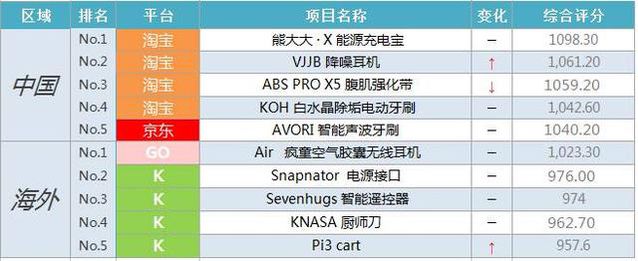 区域 排名 平台 项目名称 变化 综合评分
中国 No.1 淘宝 熊大大·X 能源充电宝 – 1098.30
No.2 淘宝 VJJB 降噪耳机 ↑ 1,061.20
No.3 淘宝 ABS PRO X5 腹肌强化带 ↓ 1059.20
No.4 淘宝 KOH 白水晶除垢电动牙刷 – 1,042.60
No.5 京东 AVORI 智能声波牙刷 – 1040.20
海外 No.1 GO Air 疯童空气胶囊无线耳机 – 1,023.30
No.2 K Snapnator 电源接口 – 976.00
No.3 K Sevenhugs 智能遥控器 – 974
No.4 K KNASA 厨师刀 – 962.70
No.5 K Pi3 cart ↑ 957.6